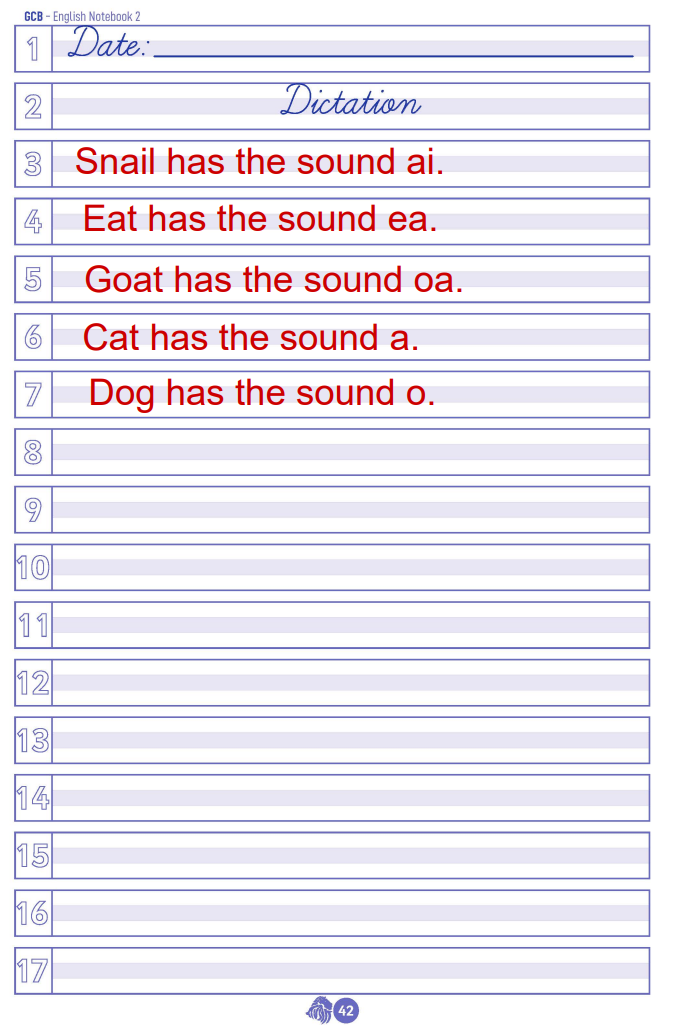 GCB - English Notebook 2
1 Date:
2 Dictation
3 Snail has the sound ai.
4 Eat has the sound ea.
5 Goat has the sound oa.
6 Cat has the sound a.
7 Dog has the sound o.
8
9
10
11
12
13
14
15
16
17
42